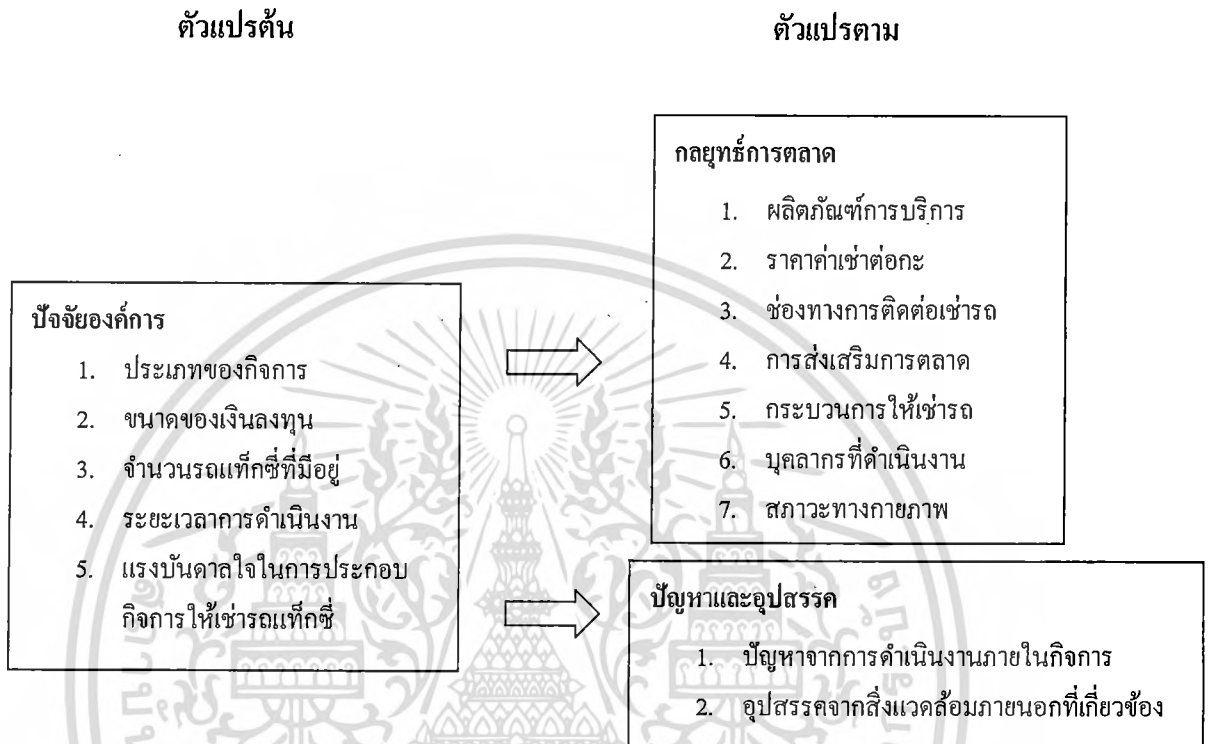 ตัวแปรต้น
ตัวแปรตาม
ปัจจัยองค์การ
1. ประเภทของกิจการ
2. ขนาดของเงินลงทุน
3. จำนวนรถแท็กซี่ที่มีอยู่
4. ระยะเวลาการดำเนินงาน
5. แรงบันดาลใจในการประกอบ
กิจการให้เช่ารถแท็กซี่
กลยุทธ์การตลาด
1. ผลิตภัณฑ์การบริการ
2. ราคาค่าเช่าต่อกะ
3. ช่องทางการติดต่อเช่ารถ
4. การส่งเสริมการตลาด
5. กระบวนการให้เช่ารถ
6. บุคลากรที่ดำเนินงาน
7. สภาวะทางกายภาพ
ปัญหาและอุปสรรค
1. ปัญหาจากการดำเนินงานภายในกิจการ
2. อุปสรรคจากสิ่งแวดล้อมภายนอกที่เกี่ยวข้อง